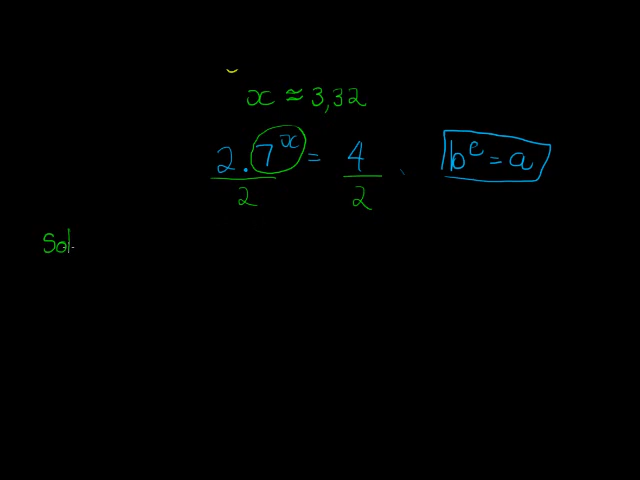 x ≈ 3,32
2 . 7^x = 4 b^e = a
2 2
Sol